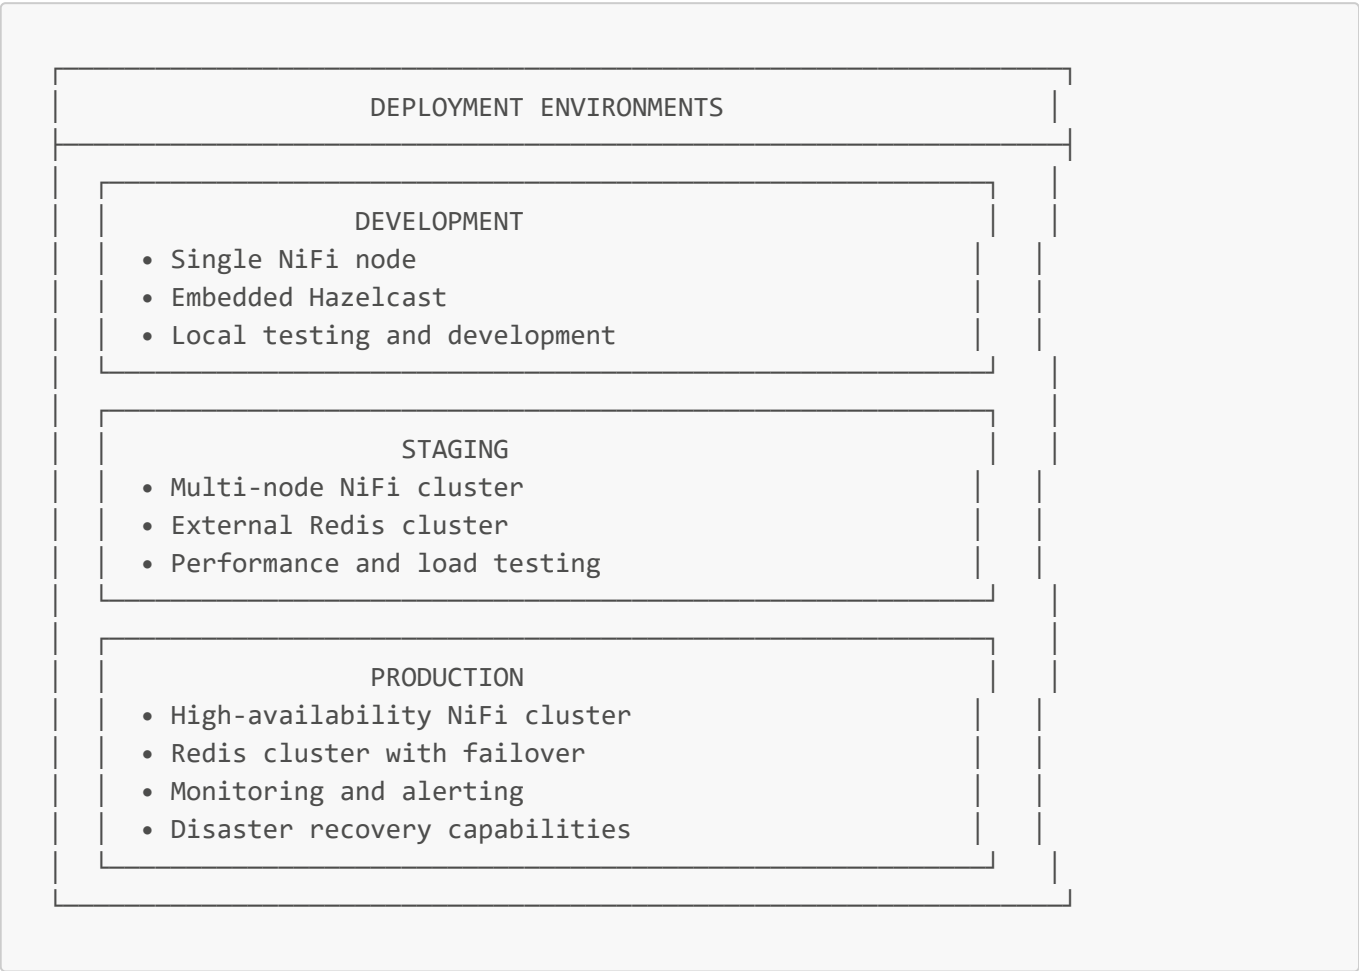 DEPLOYMENT ENVIRONMENTS
DEVELOPMENT
• Single NiFi node
• Embedded Hazelcast
• Local testing and development
STAGING
• Multi-node NiFi cluster
• External Redis cluster
• Performance and load testing
PRODUCTION
• High-availability NiFi cluster
• Redis cluster with failover
• Monitoring and alerting
• Disaster recovery capabilities